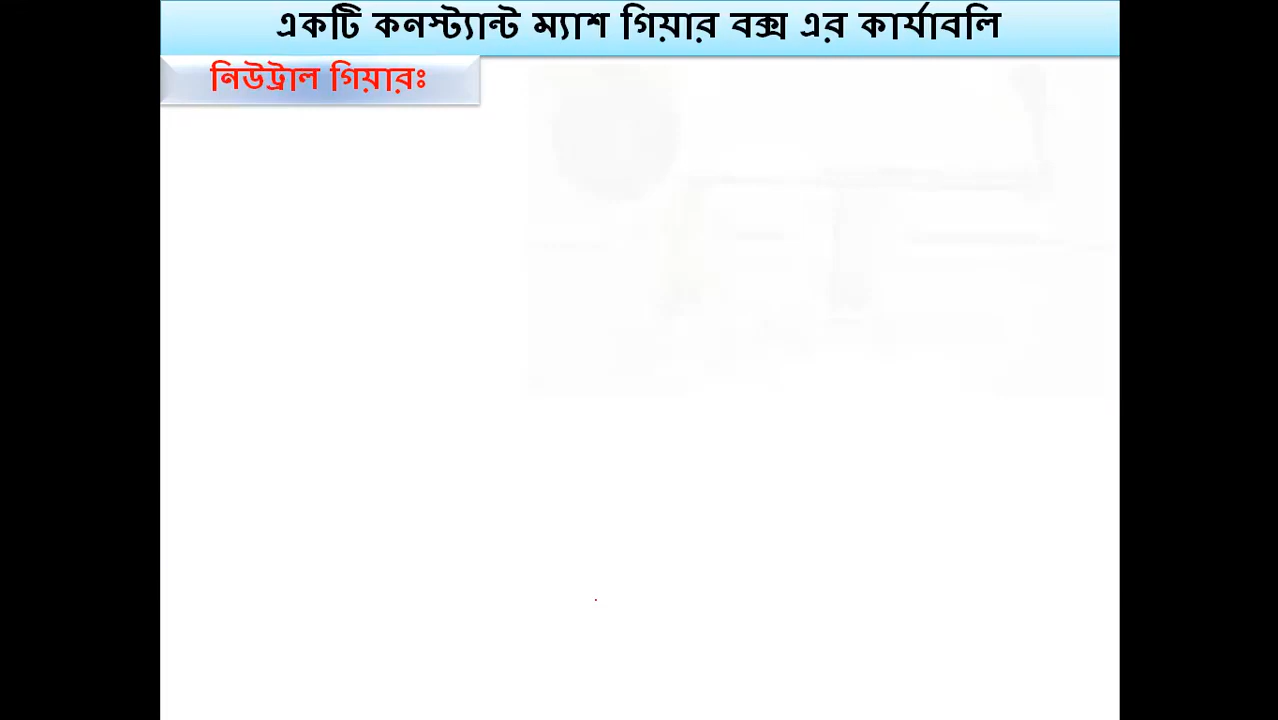 একটি কনস্ট্যান্ট ম্যাশ গিয়ার বক্স এর কার্যাবলি
নিউট্রাল গিয়ারঃ